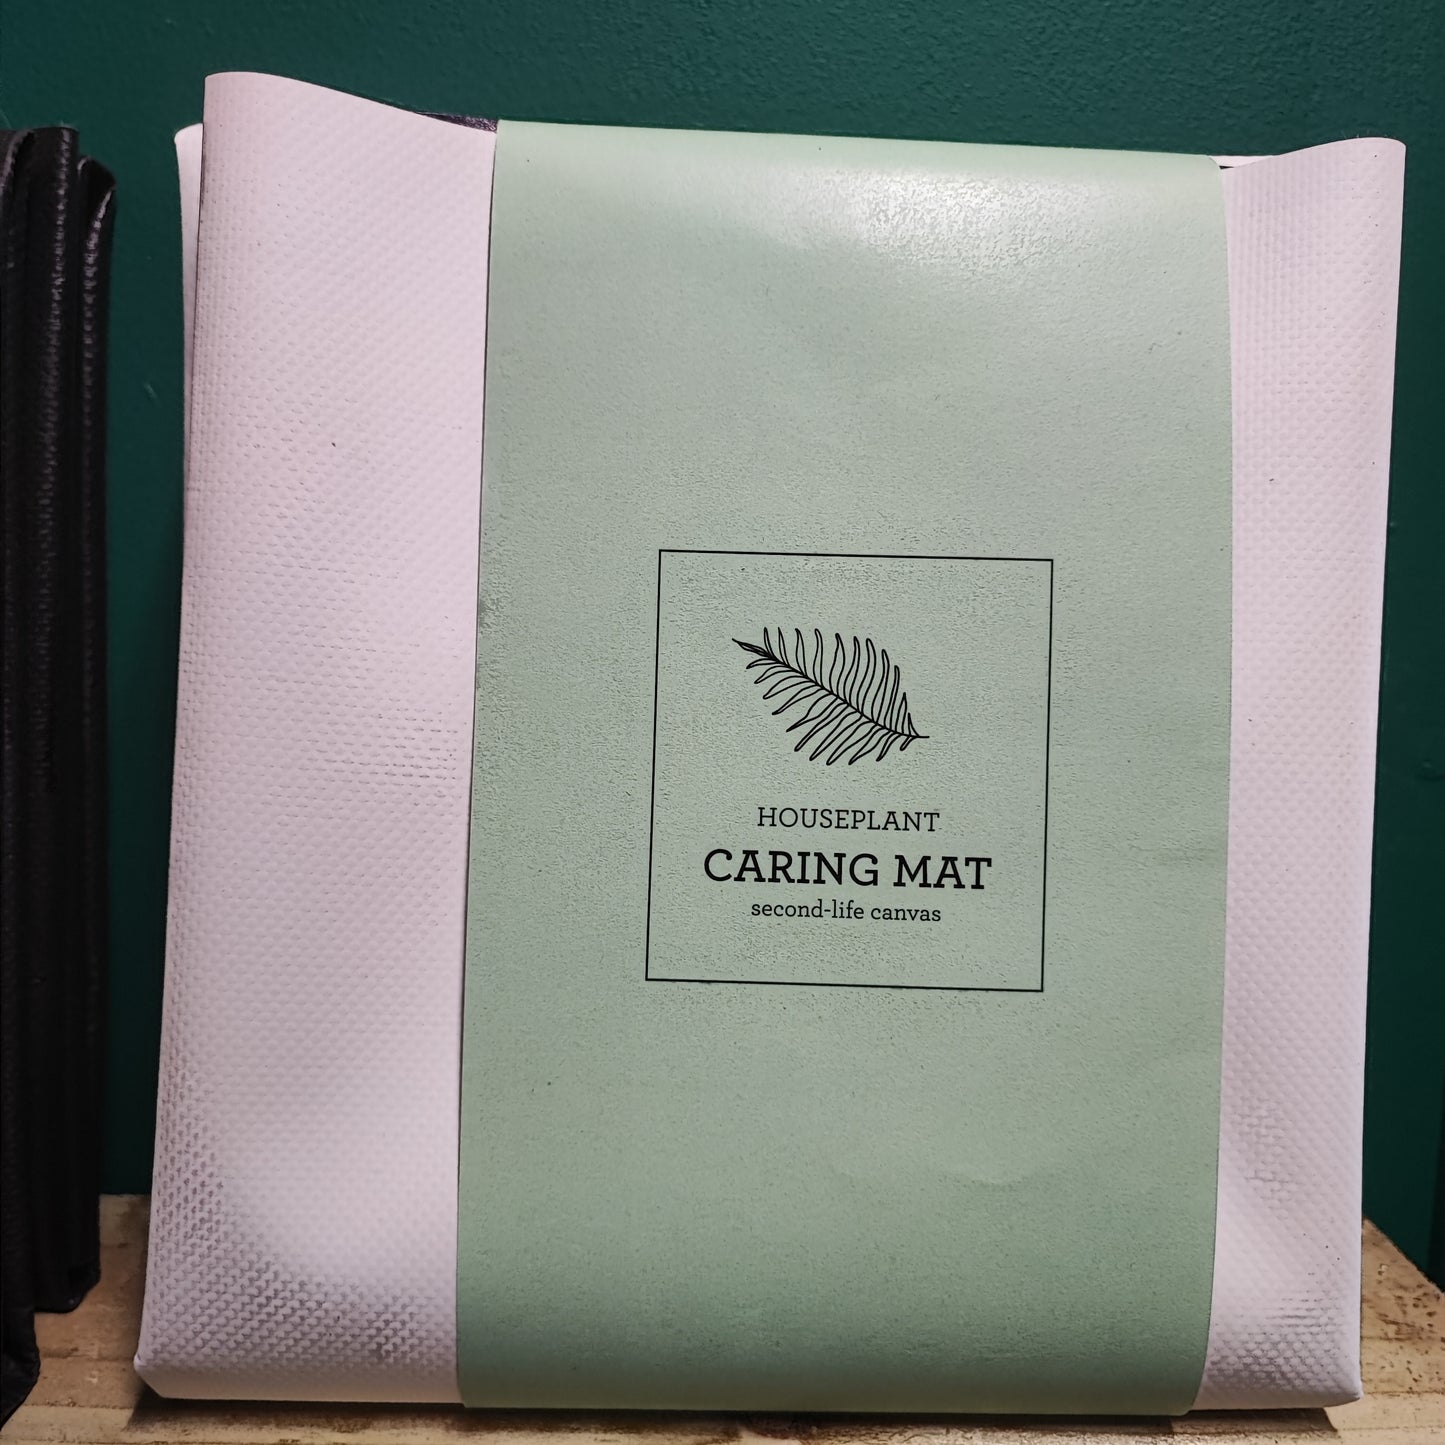 HOUSEPLANT
CARING MAT
second-life canvas